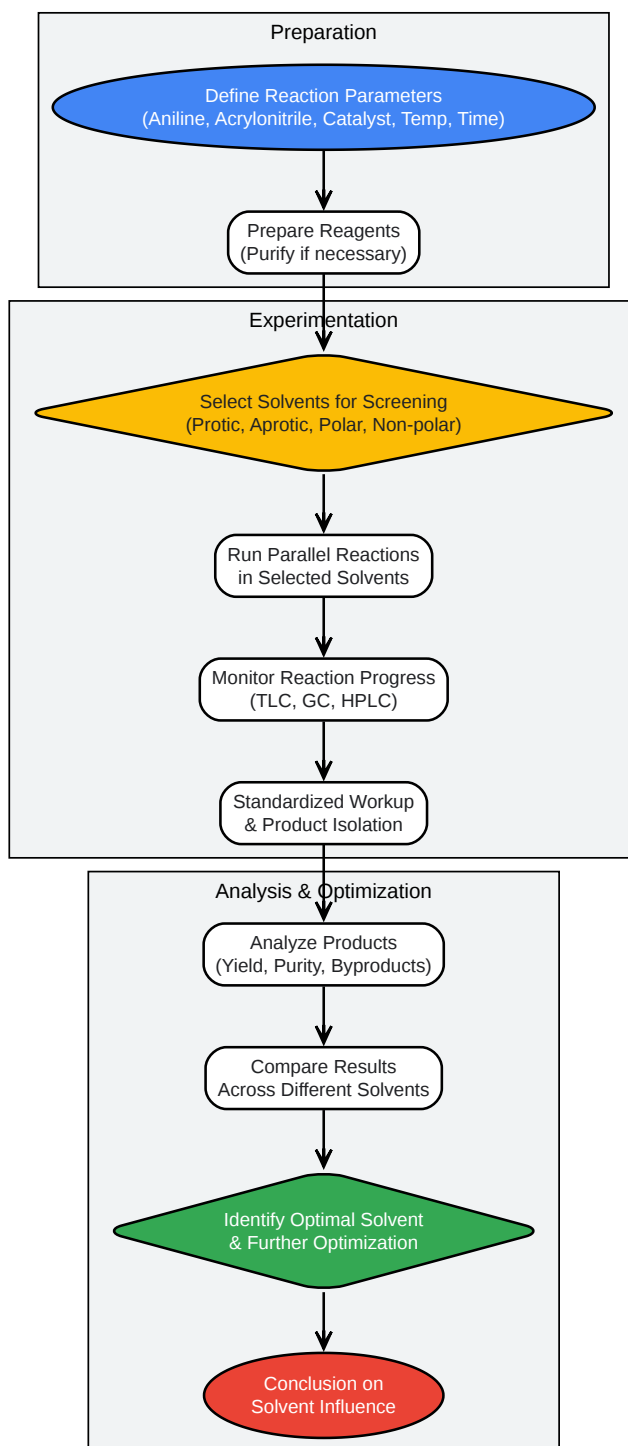 Preparation
Define Reaction Parameters
(Aniline, Acrylonitrile, Catalyst, Temp, Time)
Prepare Reagents
(Purify if necessary)
Experimentation
Select Solvents for Screening
(Protic, Aprotic, Polar, Non-polar)
Run Parallel Reactions
in Selected Solvents
Monitor Reaction Progress
(TLC, GC, HPLC)
Standardized Workup
& Product Isolation
Analysis & Optimization
Analyze Products
(Yield, Purity, Byproducts)
Compare Results
Across Different Solvents
Identify Optimal Solvent
& Further Optimization
Conclusion on
Solvent Influence